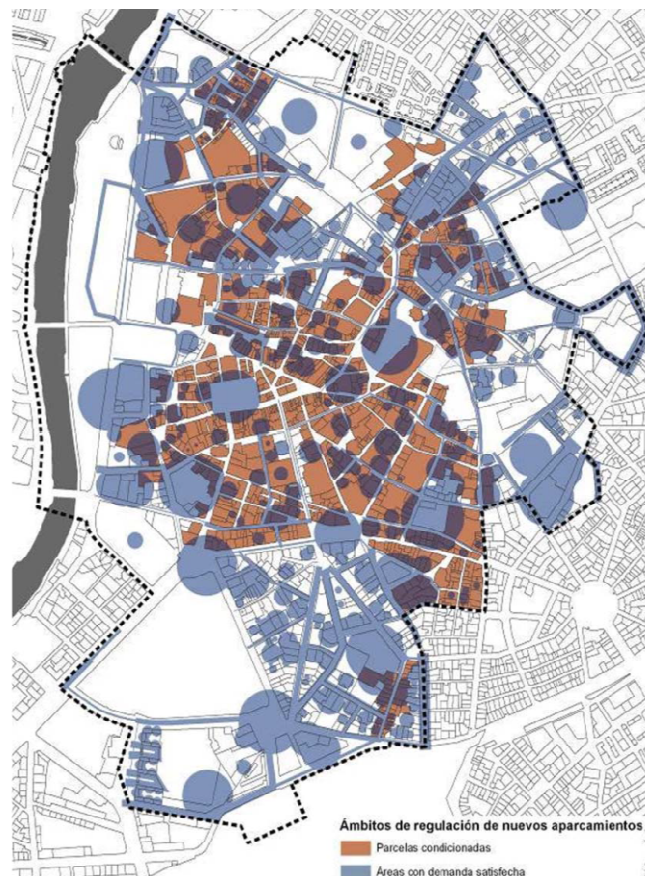 Ámbitos de regulación de nuevos aparcamientos
Parcelas condicionadas
Áreas con demanda satisfecha